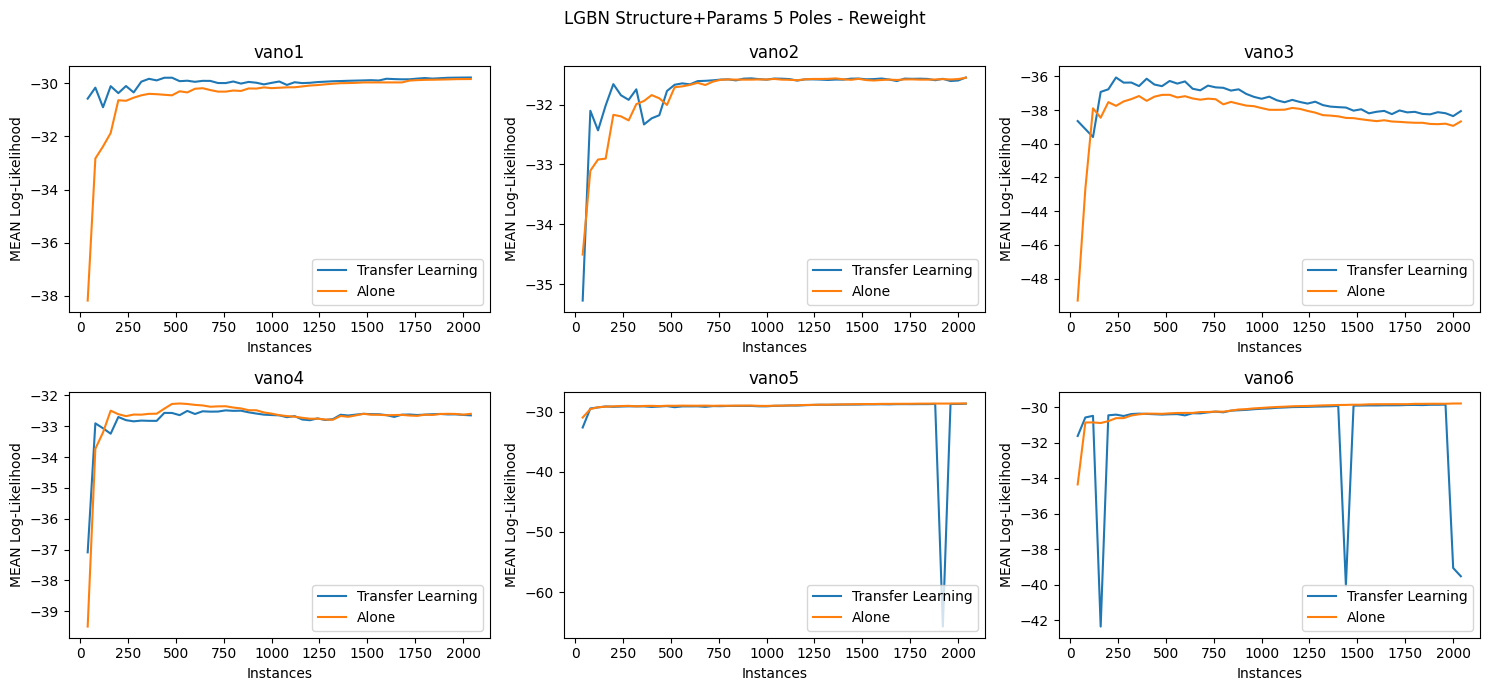 LGBN Structure+Params 5 Poles - Reweight
vano1
MEAN Log-Likelihood
−30
−32
−34
−36
−38
Transfer Learning
Alone
0 250 500 750 1000 1250 1500 1750 2000
Instances
vano2
MEAN Log-Likelihood
−32
−33
−34
−35
Transfer Learning
Alone
0 250 500 750 1000 1250 1500 1750 2000
Instances
vano3
MEAN Log-Likelihood
−36
−38
−40
−42
−44
−46
−48
Transfer Learning
Alone
0 250 500 750 1000 1250 1500 1750 2000
Instances
vano4
MEAN Log-Likelihood
−32
−33
−34
−35
−36
−37
−38
−39
Transfer Learning
Alone
0 250 500 750 1000 1250 1500 1750 2000
Instances
vano5
MEAN Log-Likelihood
−30
−40
−50
−60
Transfer Learning
Alone
0 250 500 750 1000 1250 1500 1750 2000
Instances
vano6
MEAN Log-Likelihood
−30
−32
−34
−36
−38
−40
−42
Transfer Learning
Alone
0 250 500 750 1000 1250 1500 1750 2000
Instances